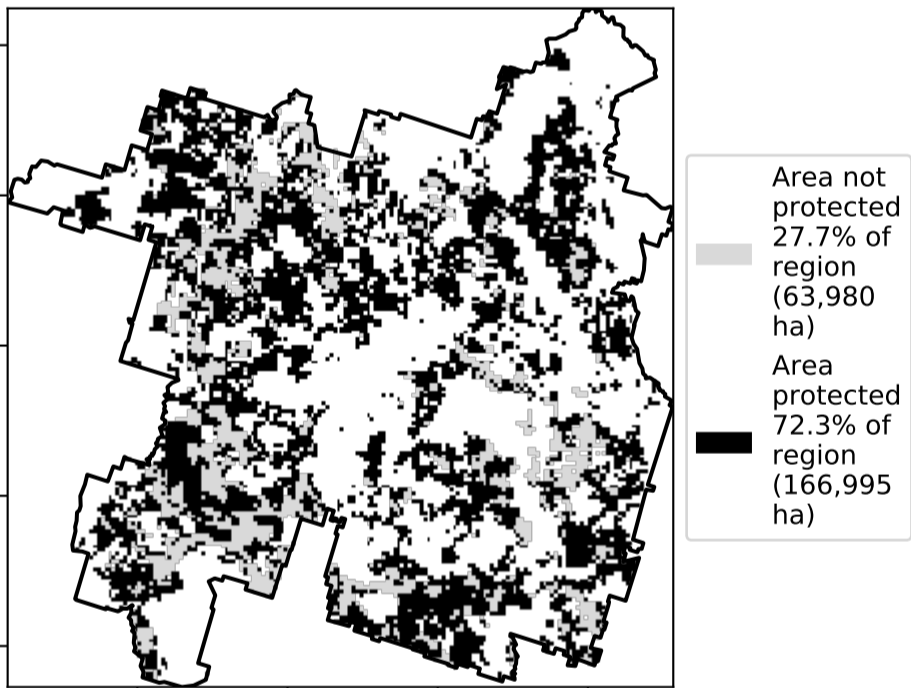 Area not
protected
27.7% of
region
(63,980
ha)
Area
protected
72.3% of
region
(166,995
ha)